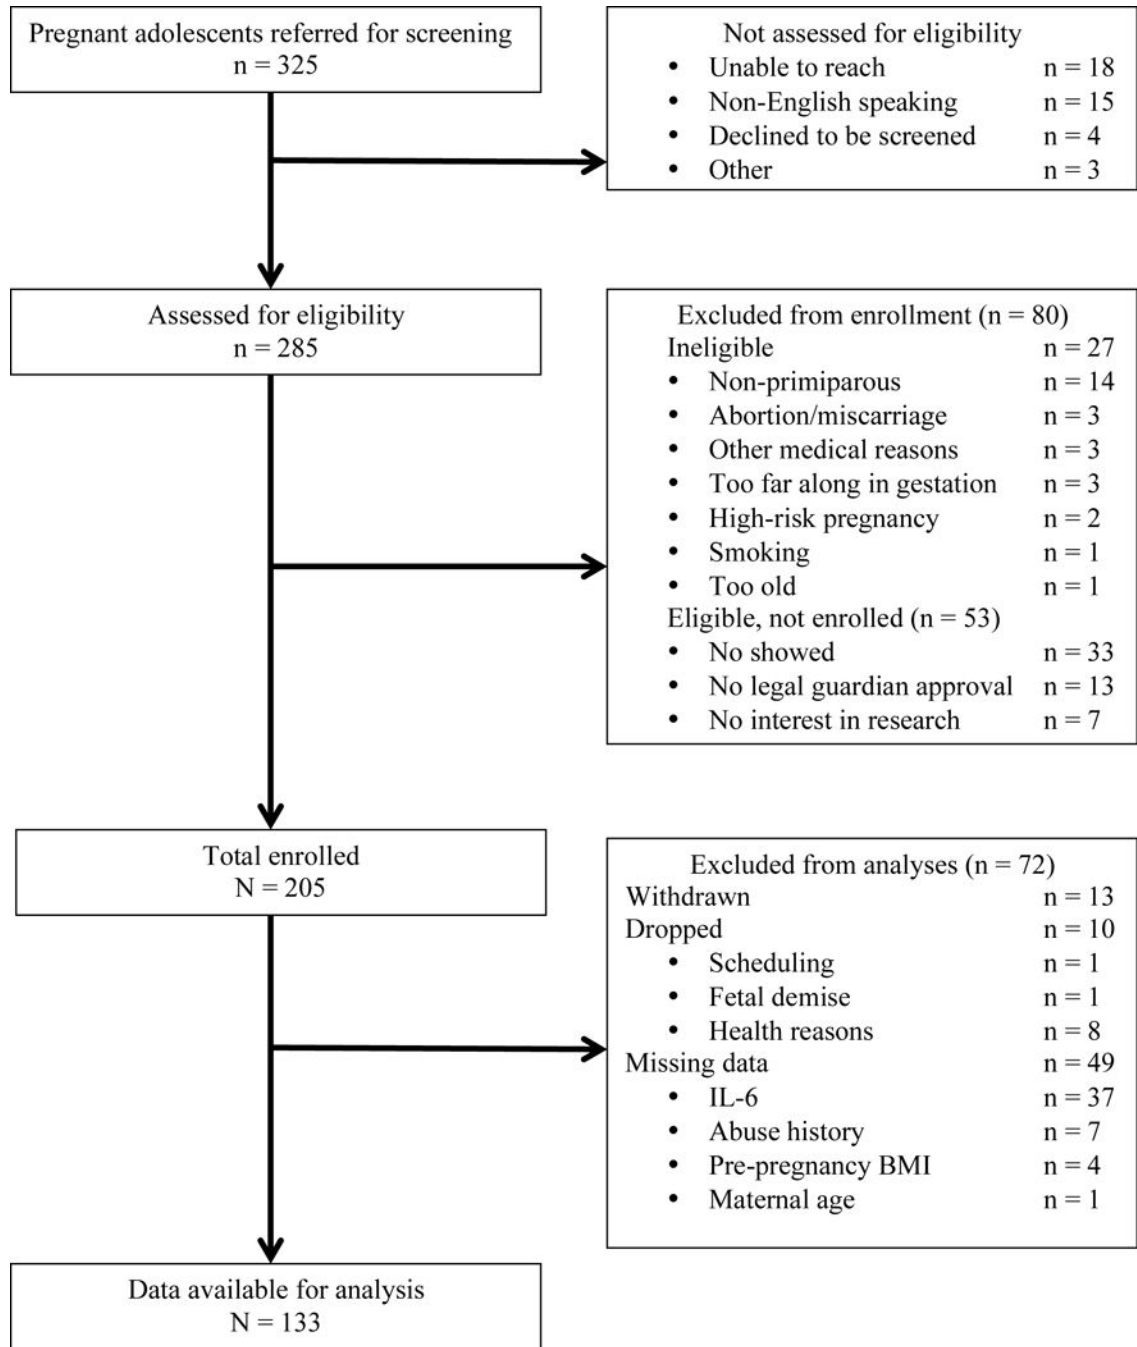 Pregnant adolescents referred for screening
n = 325
Not assessed for eligibility
• Unable to reach n = 18
• Non-English speaking n = 15
• Declined to be screened n = 4
• Other n = 3
Assessed for eligibility
n = 285
Excluded from enrollment (n = 80)
Ineligible n = 27
• Non-primiparous n = 14
• Abortion/miscarriage n = 3
• Other medical reasons n = 3
• Too far along in gestation n = 3
• High-risk pregnancy n = 2
• Smoking n = 1
• Too old n = 1
Eligible, not enrolled (n = 53)
• No showed n = 33
• No legal guardian approval n = 13
• No interest in research n = 7
Total enrolled
N = 205
Excluded from analyses (n = 72)
Withdrawn n = 13
Dropped n = 10
• Scheduling n = 1
• Fetal demise n = 1
• Health reasons n = 8
Missing data n = 49
• IL-6 n = 37
• Abuse history n = 7
• Pre-pregnancy BMI n = 4
• Maternal age n = 1
Data available for analysis
N = 133